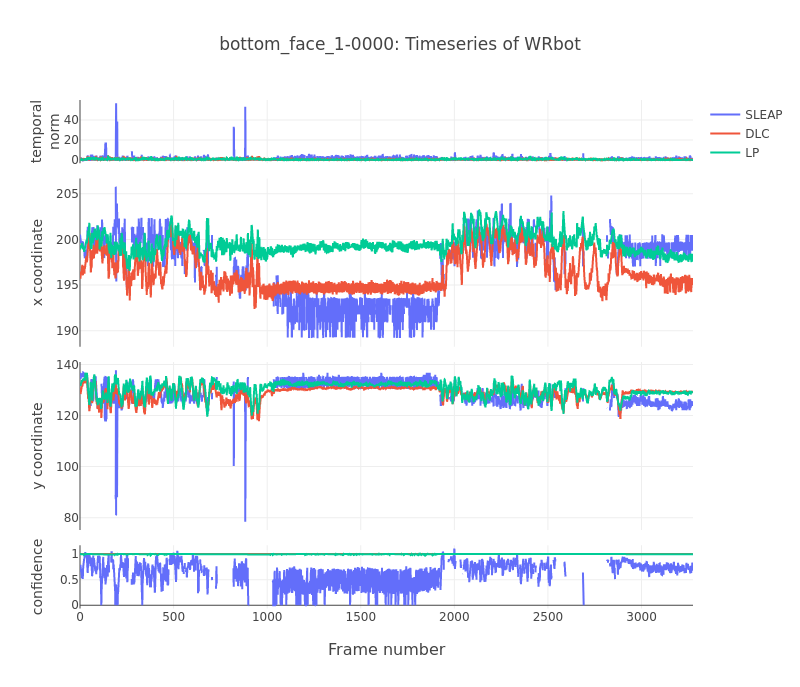 bottom_face_1-0000: Timeseries of WRbot
temporal
norm
40
20
0
SLEAP
DLC
LP
x coordinate
205
200
195
190
y coordinate
140
120
100
80
confidence
1
0.5
0
0
500
1000
1500
2000
2500
3000
Frame number